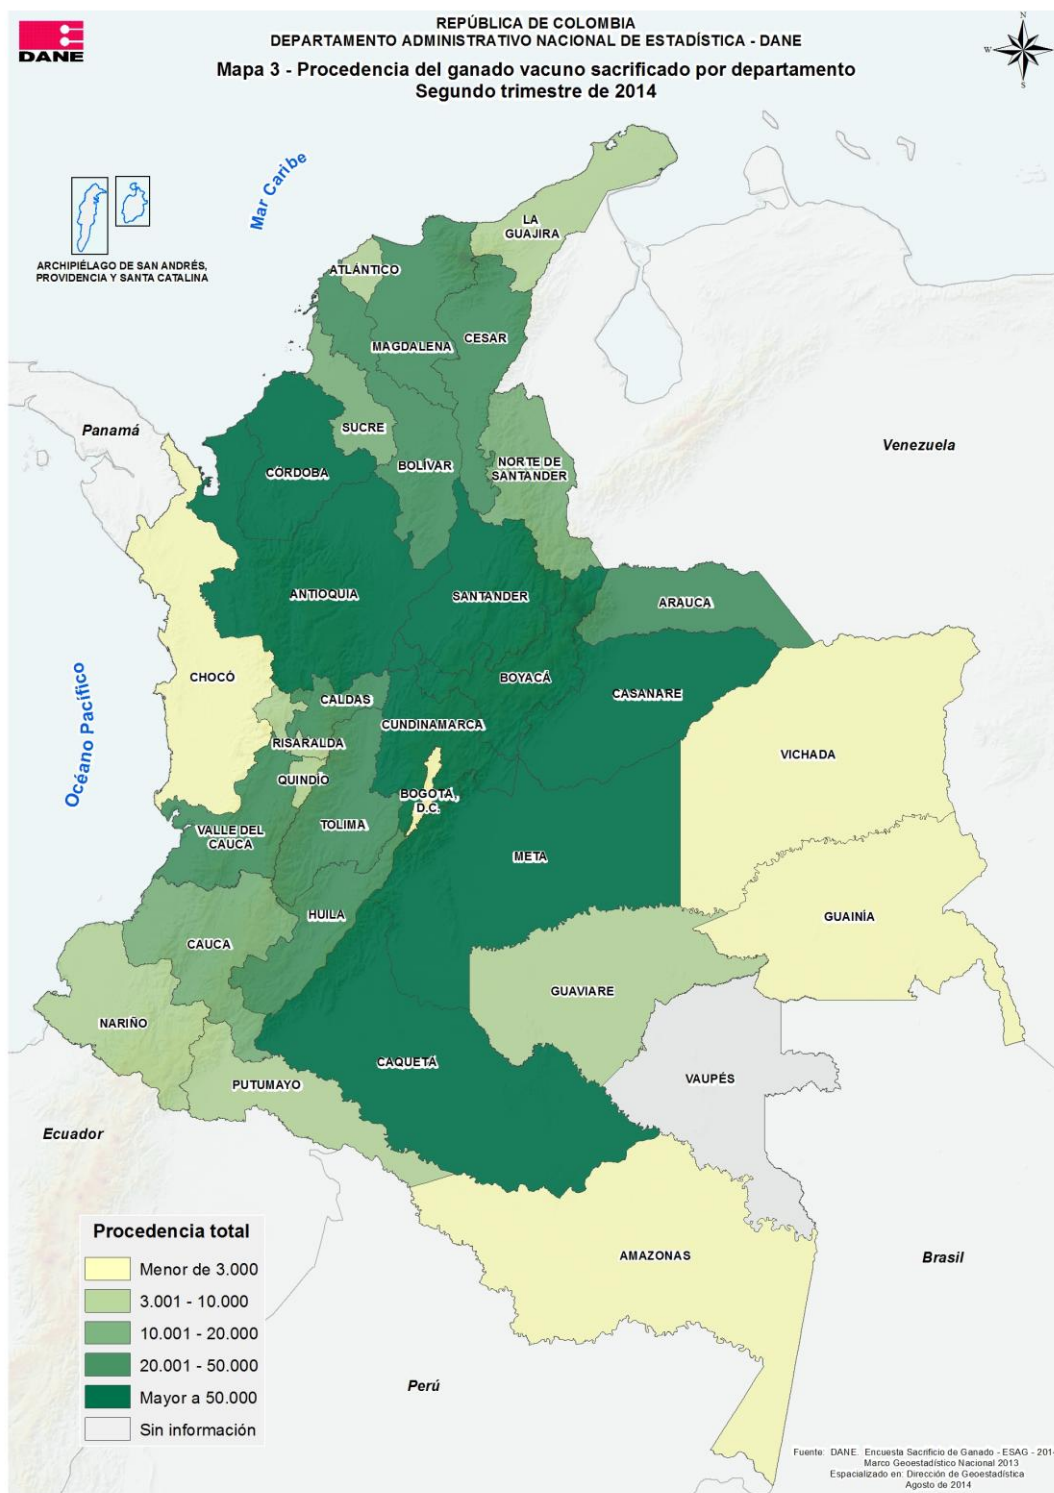 REPÚBLICA DE COLOMBIA
DEPARTAMENTO ADMINISTRATIVO NACIONAL DE ESTADÍSTICA - DANE
DANE
Mapa 3 - Procedencia del ganado vacuno sacrificado por departamento
Segundo trimestre de 2014
N
W
S
Mar Caribe
ARCHIPIÉLAGO DE SAN ANDRÉS,
PROVIDENCIA Y SANTA CATALINA
LA
GUAJIRA
ATLÁNTICO
MAGDALENA
CESAR
Panamá
SUCRE
Venezuela
CÓRDOBA
BOLÍVAR
NORTE DE
SANTANDER
ANTIOQUIA
SANTANDER
ARAUCA
Océano Pacífico
CHOCÓ
BOYACÁ
CASANARE
CALDAS
CUNDINAMARCA
RISARALDA
VICHADA
QUINDÍO
BOGOTÁ,
D.C.
TOLIMA
VALLE DEL
CAUCA
META
HUILA
GUAINÍA
CAUCA
GUAVIARE
NARIÑO
CAQUETÁ
VAUPÉS
PUTUMAYO
Ecuador
AMAZONAS
Brasil
Perú
Procedencia total
Menor de 3.000
3.001 - 10.000
10.001 - 20.000
20.001 - 50.000
Mayor a 50.000
Sin información
Fuente: DANE. Encuesta Sacrificio de Ganado - ESAG -
Marco Geoestadístico Nacional 2013
Espacializado en: Dirección de Geoestadística
Agosto de 2014